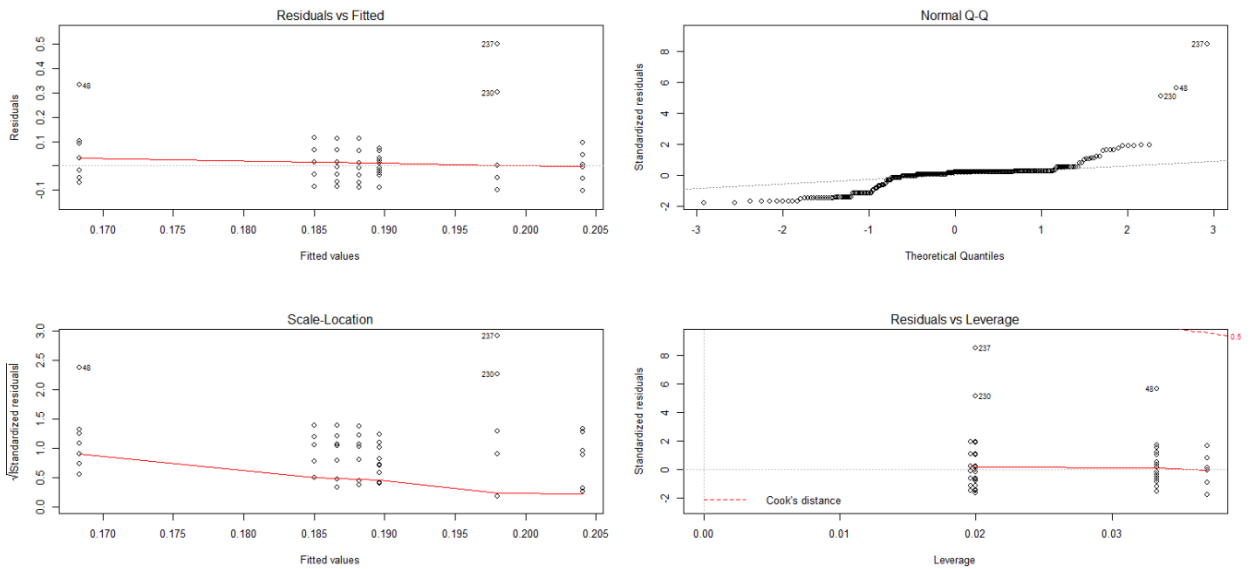 Residuals vs Fitted
Residuals
-0.1 0.1 0.2 0.3 0.4 0.5
237
48
230
0.170 0.175 0.180 0.185 0.190 0.195 0.200 0.205
Fitted values
Normal Q-Q
Standardized residuals
-2 0 2 4 6 8
237
48
230
-3 -2 -1 0 1 2 3
Theoretical Quantiles
Scale-Location
√|Standardized residuals|
0.0 0.5 1.0 1.5 2.0 2.5 3.0
237
48
230
0.170 0.175 0.180 0.185 0.190 0.195 0.200 0.205
Fitted values
Residuals vs Leverage
Standardized residuals
-2 0 2 4 6 8
0.5
237
48
230
Cook's distance
0.00 0.01 0.02 0.03
Leverage